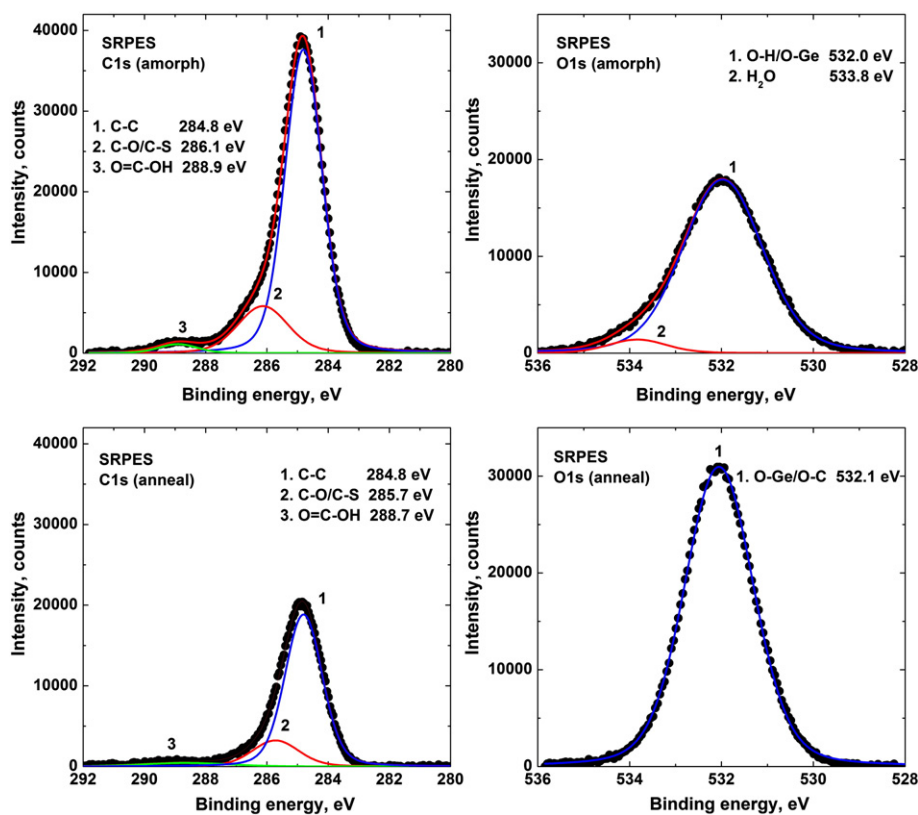 SRPES
C1s (amorph)
1. C-C 284.8 eV
2. C-O/C-S 286.1 eV
3. O=C-OH 288.9 eV
1
2
3
40000
30000
20000
10000
0
292 290 288 286 284 282 280
Binding energy, eV
Intensity, counts
SRPES
O1s (amorph)
1. O-H/O-Ge 532.0 eV
2. H₂O 533.8 eV
1
2
30000
20000
10000
0
536 534 532 530 528
Binding energy, eV
Intensity, counts
SRPES
C1s (anneal)
1. C-C 284.8 eV
2. C-O/C-S 285.7 eV
3. O=C-OH 288.7 eV
1
2
3
40000
30000
20000
10000
0
292 290 288 286 284 282 280
Binding energy, eV
Intensity, counts
SRPES
O1s (anneal)
1
1. O-Ge/O-C 532.1 eV
30000
20000
10000
0
536 534 532 530 528
Binding energy, eV
Intensity, counts